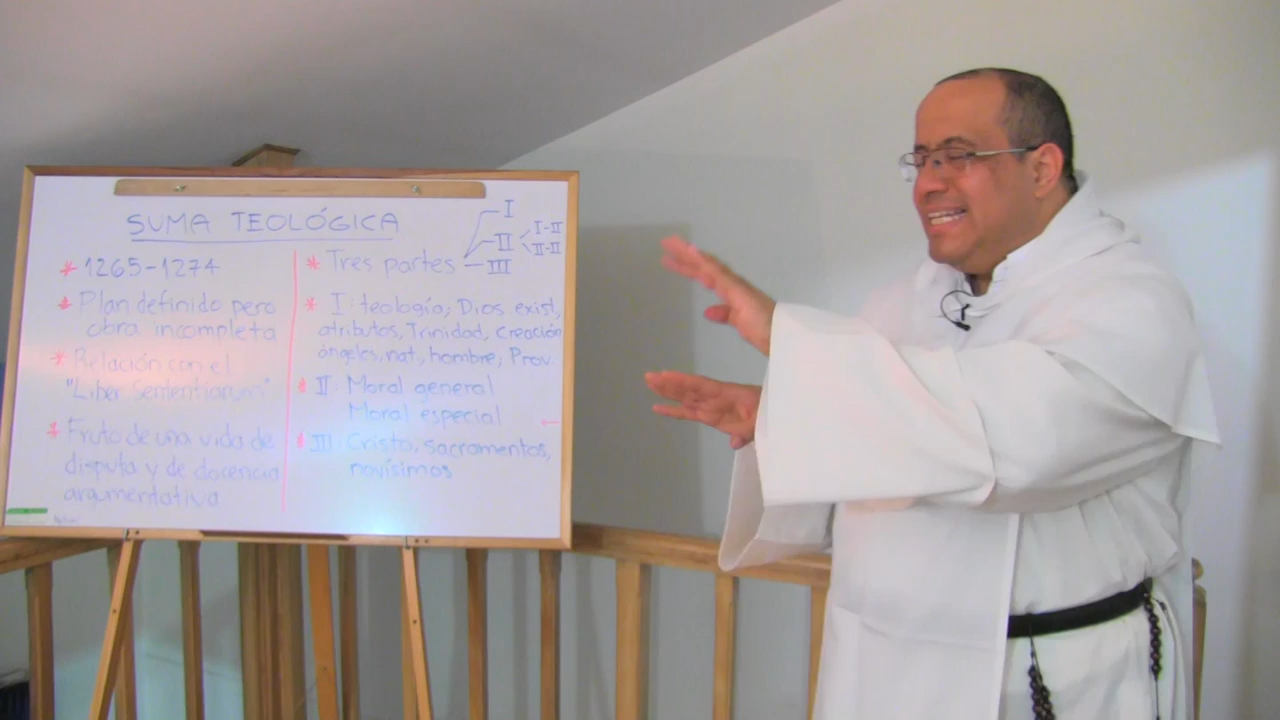 SUMA TEOLÓGICA
* 1265-1274
* Plan definido pero
obra incompleta
* Relación con el
"Liber Sententiarum"
* Fruto de una vida de
disputa y de docencia
argumentativa
* Tres partes
I
II
I-II
II-II
III
* I: teología; Dios exist,
atributos, Trinidad, Creación
ángeles, nat, hombre; Prov.
* II: Moral general
Moral especial
* III: Cristo, sacramentos,
novísimos